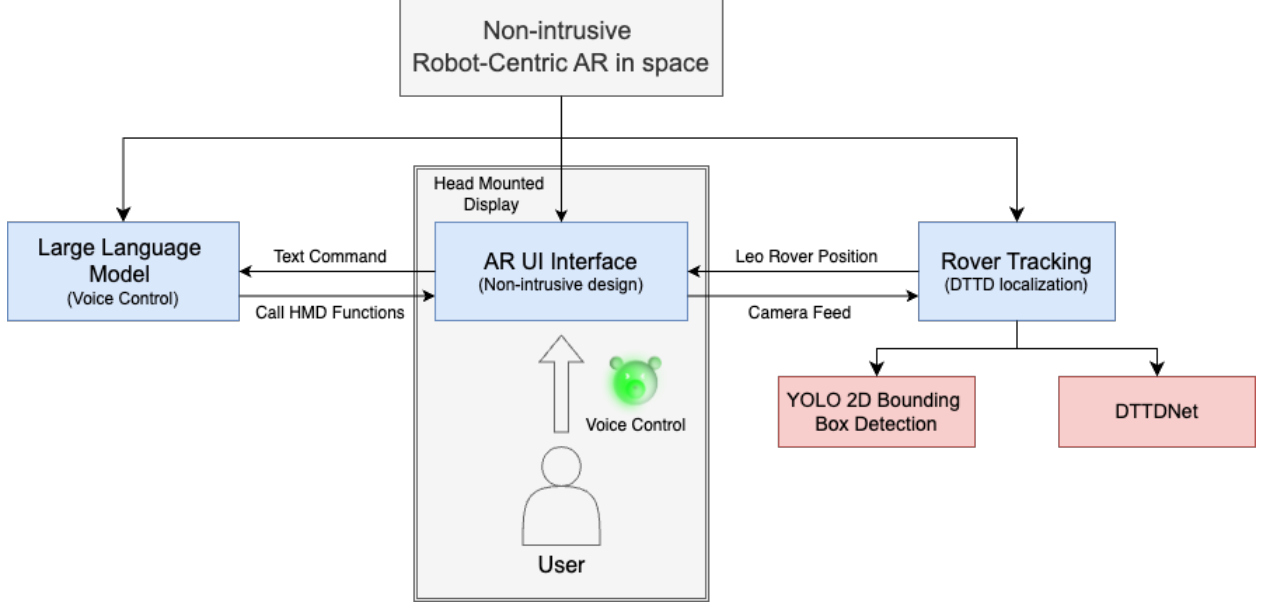 Non-intrusive
Robot-Centric AR in space
Head Mounted
Display
Large Language
Model
(Voice Control)
Text Command
Call HMD Functions
AR UI Interface
(Non-intrusive design)
Leo Rover Position
Camera Feed
Rover Tracking
(DTTD localization)
Voice Control
User
YOLO 2D Bounding
Box Detection
DTTDNet